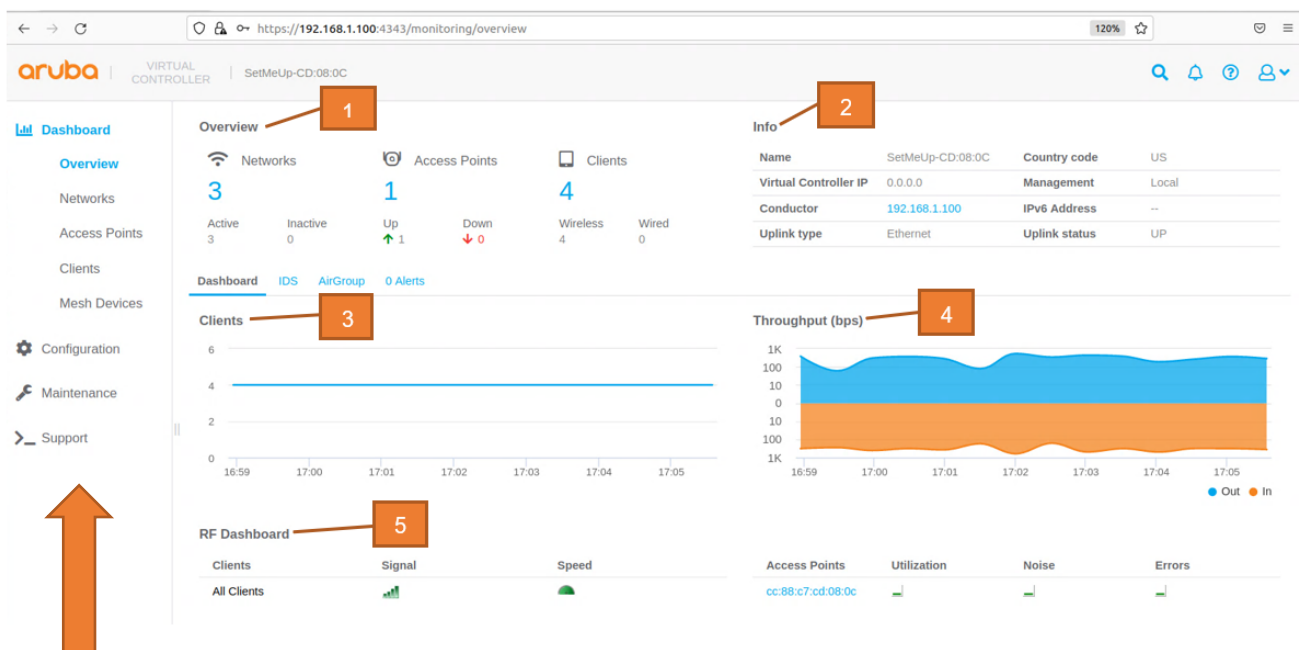 https://192.168.1.100:4343/monitoring/overview 120%
aruba VIRTUAL CONTROLLER SetMeUp-CD:08:0C
Dashboard
Overview
Networks
Access Points
Clients
Mesh Devices
Configuration
Maintenance
Support
1
Overview
Networks Access Points Clients
3 1 4
Active Inactive Up Down Wireless Wired
3 0 1 0 4 0
2
Info
Name SetMeUp-CD:08:0C Country code US
Virtual Controller IP 0.0.0.0 Management Local
Conductor 192.168.1.100 IPv6 Address --
Uplink type Ethernet Uplink status UP
Dashboard IDS AirGroup 0 Alerts
3
Clients
6
4
2
0
16:59 17:00 17:01 17:02 17:03 17:04 17:05
4
Throughput (bps)
1K
100
10
0
10
100
1K
16:59 17:00 17:01 17:02 17:03 17:04 17:05
Out In
5
RF Dashboard
Clients Signal Speed
All Clients
Access Points Utilization Noise Errors
cc:88:c7:cd:08:0c